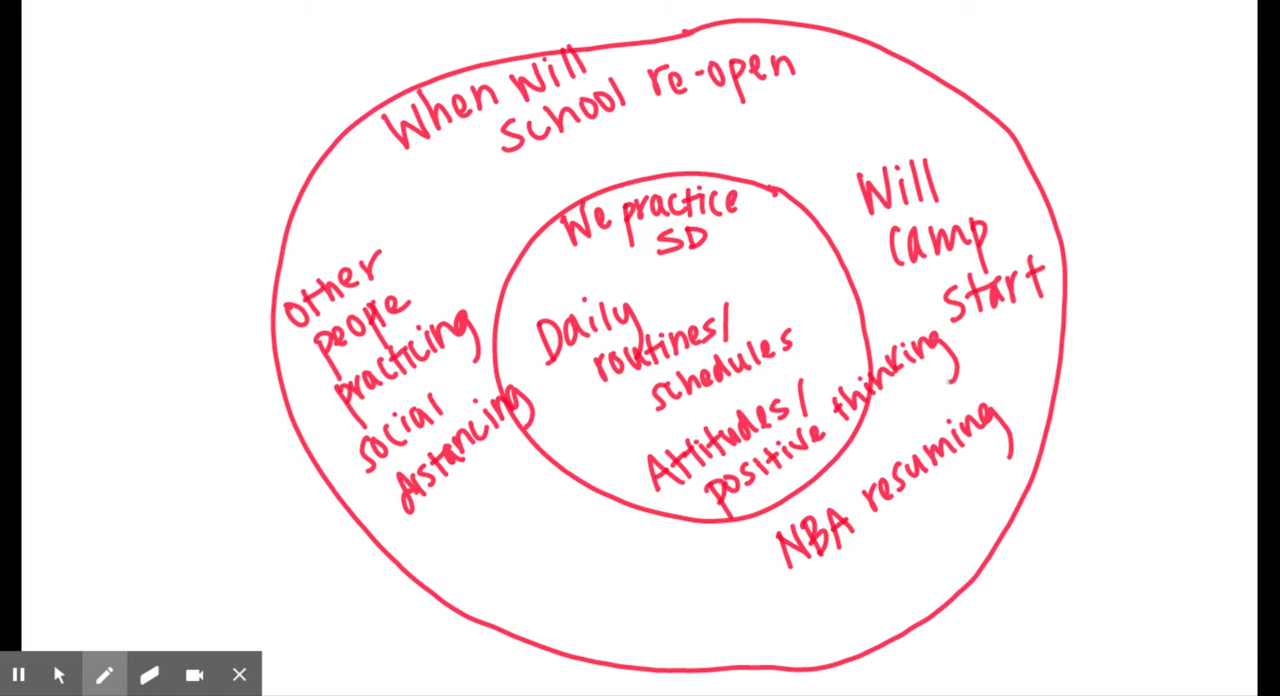 When Will
school re-open
We practice
SD
Will
camp
start
Other
people
practicing
social
distancing
Daily
routines/
schedules
Attitudes/
positive thinking
NBA resuming